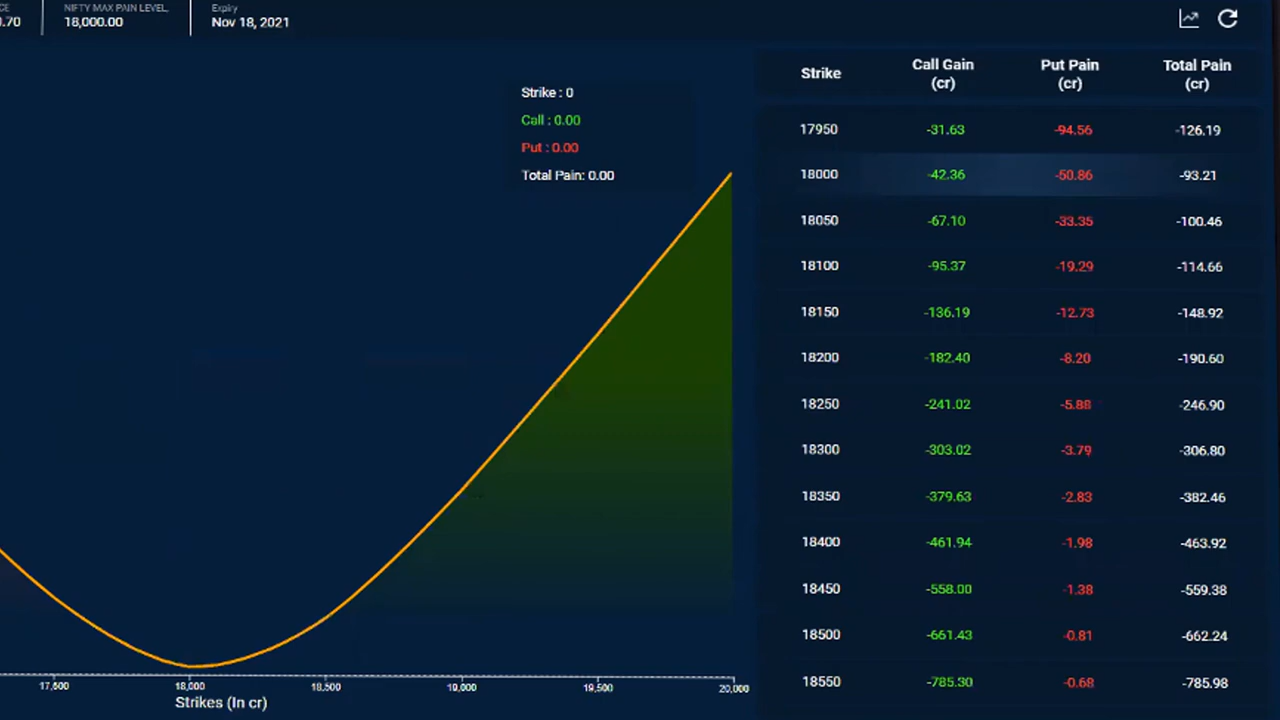 CE NIFTY MAX PAIN LEVEL, Expiry
.70 18,000.00 Nov 18, 2021
Strike : 0
Call : 0.00
Put : 0.00
Total Pain: 0.00
17,500 18,000 18,500 19,000 19,500 20,000
Strikes (In cr)
Strike Call Gain (cr) Put Pain (cr) Total Pain (cr)
17950 -31.63 -94.56 -126.19
18000 -42.36 -50.86 -93.21
18050 -67.10 -33.35 -100.46
18100 -95.37 -19.29 -114.66
18150 -136.19 -12.73 -148.92
18200 -182.40 -8.20 -190.60
18250 -241.02 -5.88 -246.90
18300 -303.02 -3.79 -306.80
18350 -379.63 -2.83 -382.46
18400 -461.94 -1.98 -463.92
18450 -558.00 -1.38 -559.38
18500 -661.43 -0.81 -662.24
18550 -785.30 -0.68 -785.98